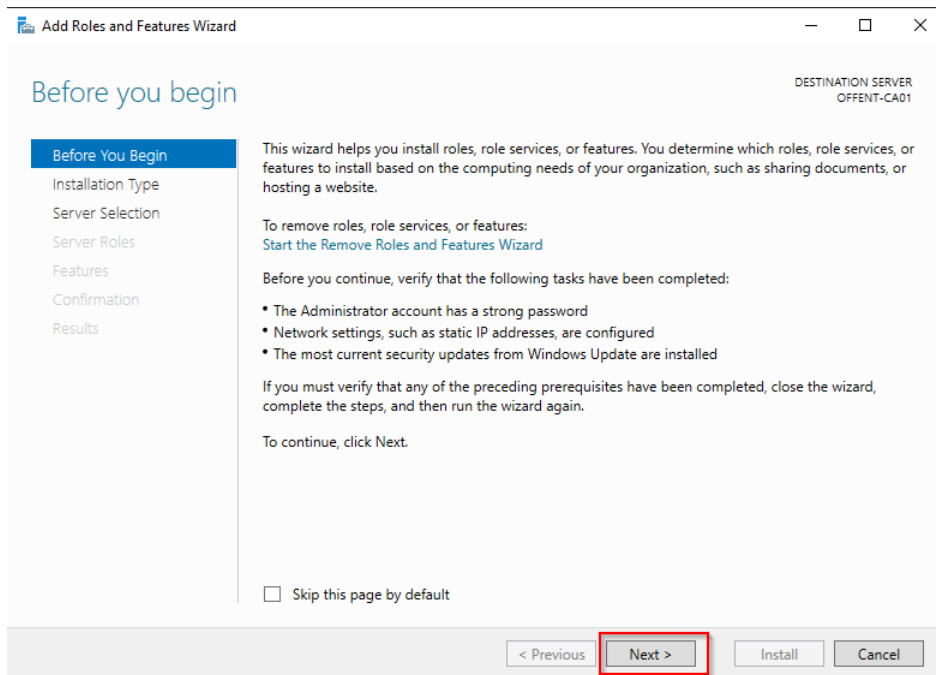 Add Roles and Features Wizard
Before you begin
DESTINATION SERVER
OFFENT-CA01
Before You Begin
Installation Type
Server Selection
Server Roles
Features
Confirmation
Results
This wizard helps you install roles, role services, or features. You determine which roles, role services, or
features to install based on the computing needs of your organization, such as sharing documents, or
hosting a website.
To remove roles, role services, or features:
Start the Remove Roles and Features Wizard
Before you continue, verify that the following tasks have been completed:
• The Administrator account has a strong password
• Network settings, such as static IP addresses, are configured
• The most current security updates from Windows Update are installed
If you must verify that any of the preceding prerequisites have been completed, close the wizard,
complete the steps, and then run the wizard again.
To continue, click Next.
Skip this page by default
< Previous
Next >
Install
Cancel